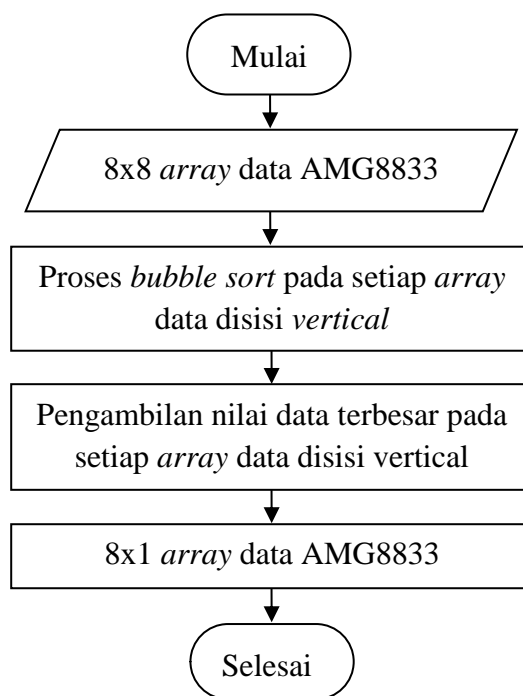 Mulai
8x8 array data AMG8833
Proses bubble sort pada setiap array
data disisi vertical
Pengambilan nilai data terbesar pada
setiap array data disisi vertical
8x1 array data AMG8833
Selesai